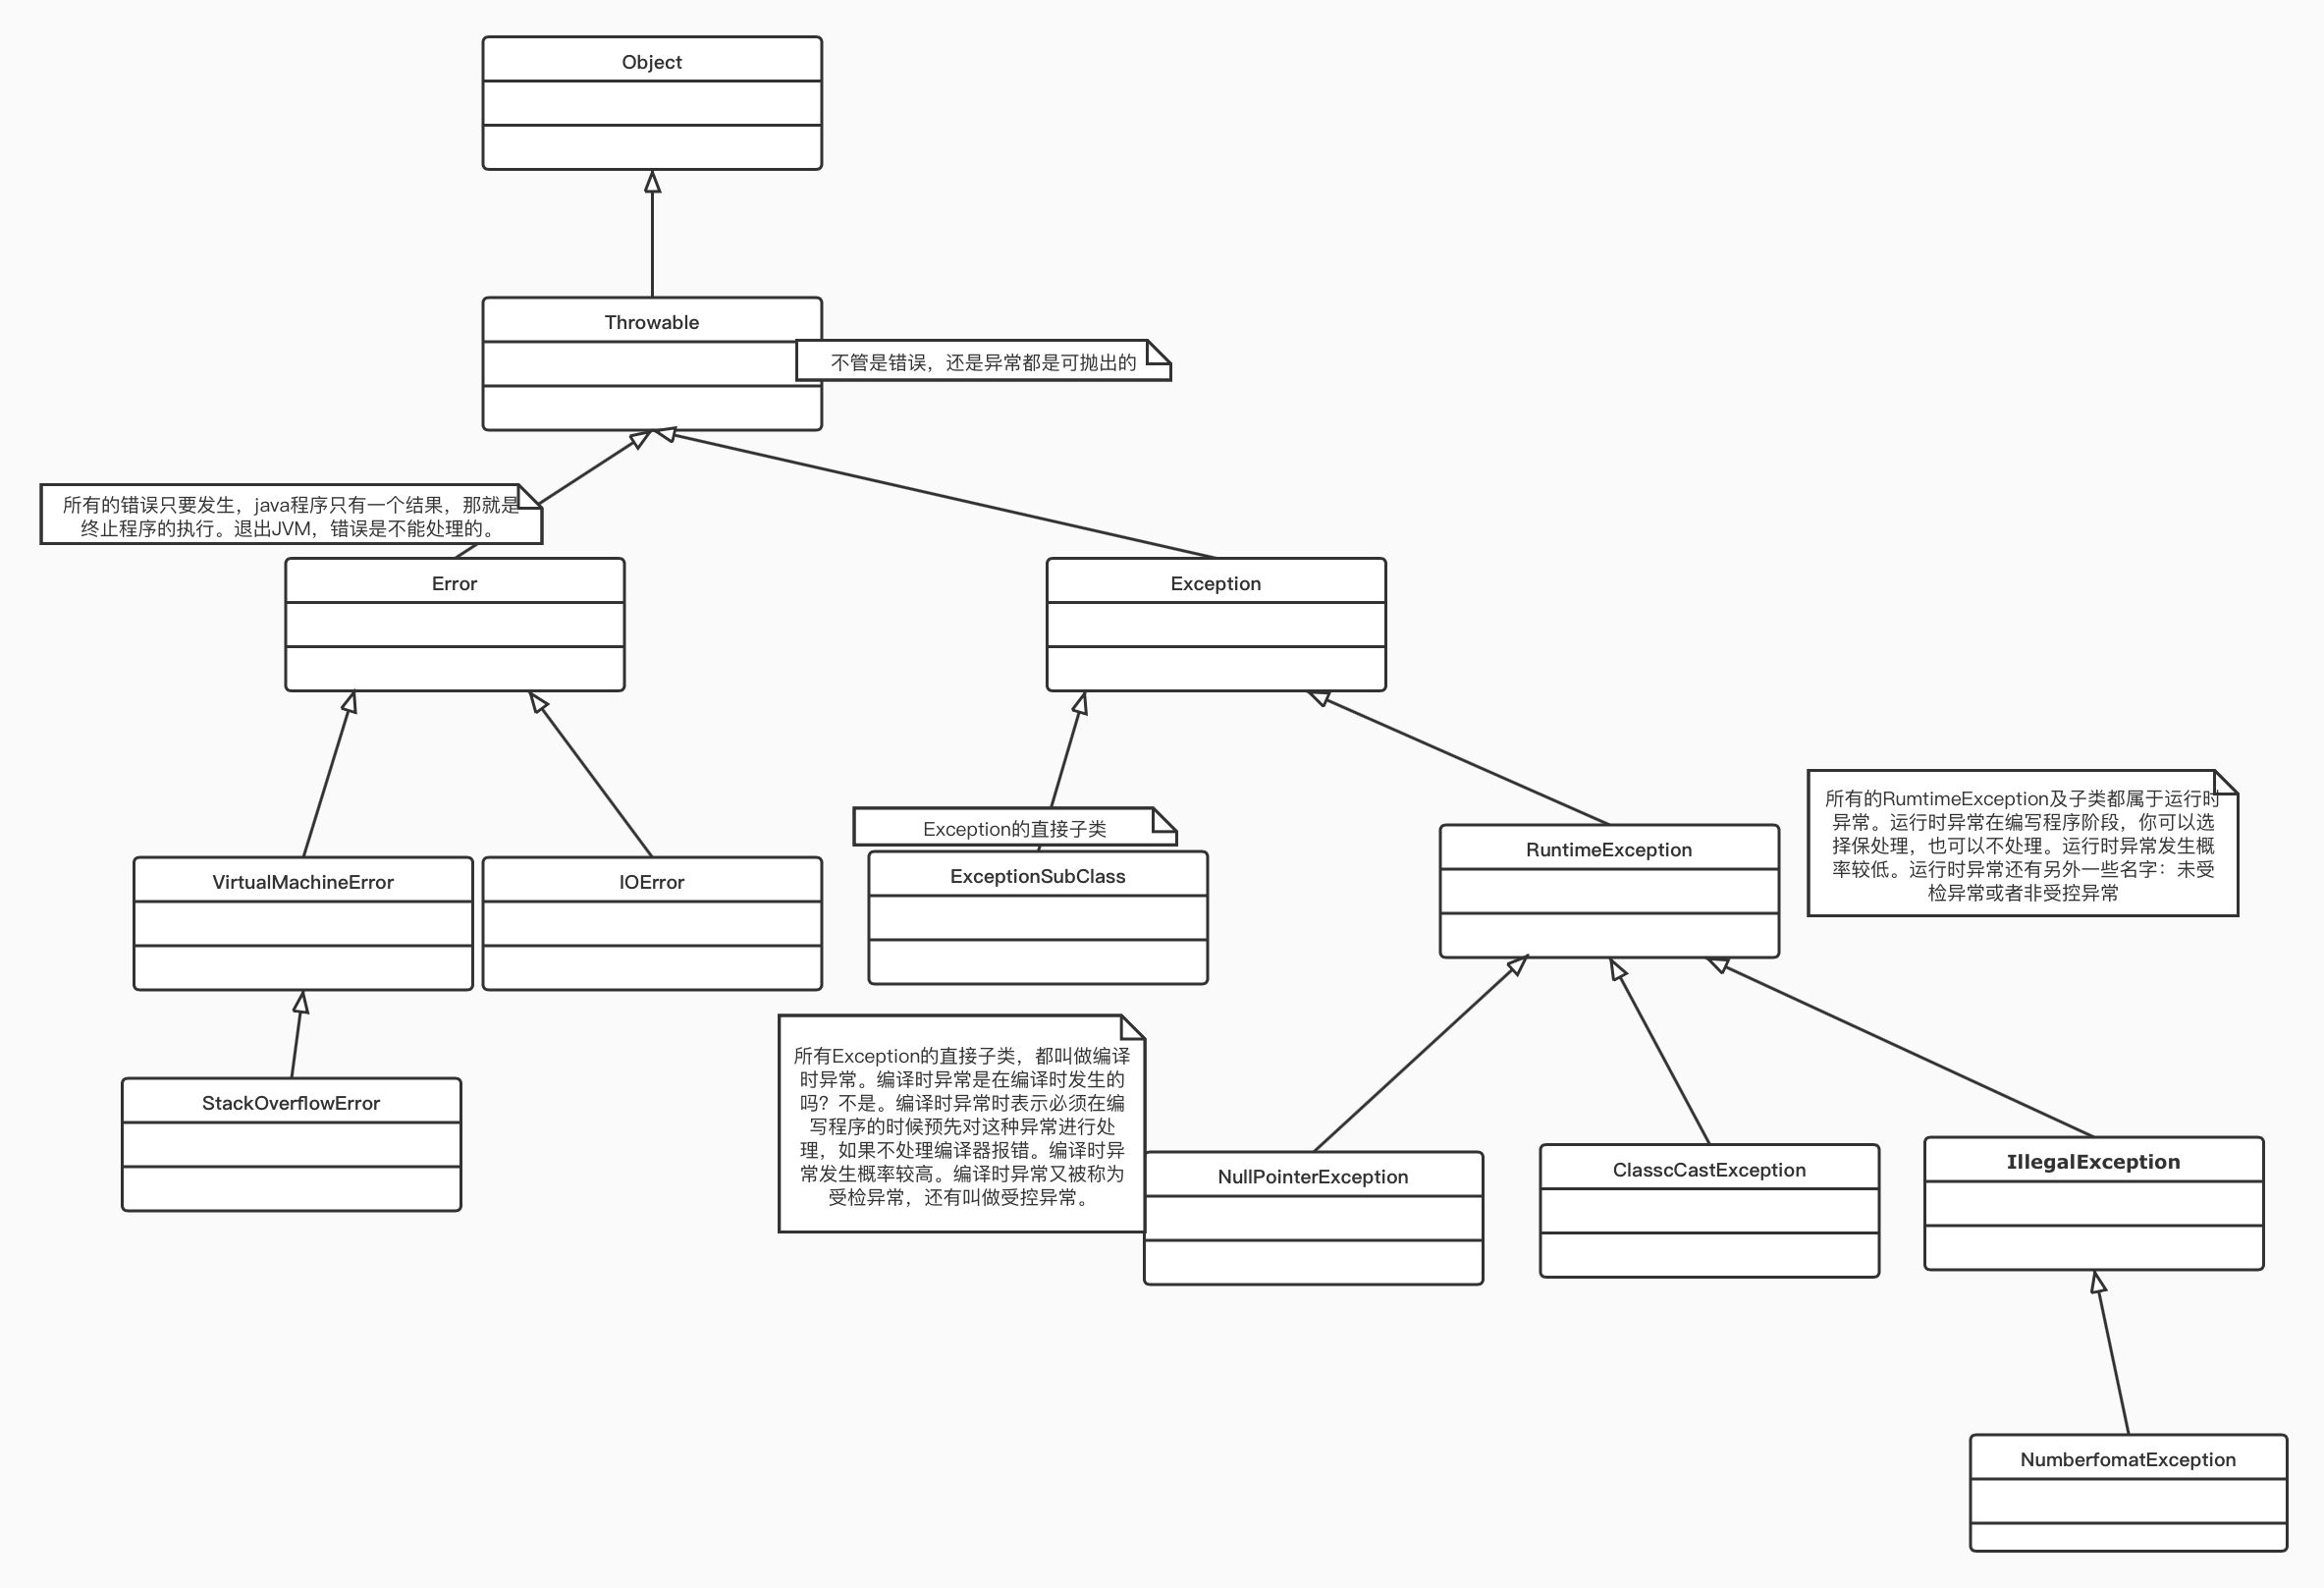 Object
Throwable
不管是错误，还是异常都是可抛出的
所有的错误只要发生，java程序只有一个结果，那就是
终止程序的执行。退出JVM，错误是不能处理的。
Error
Exception
Exception的直接子类
所有的RumtimeException及子类都属于运行时
异常。运行时异常在编写程序阶段，你可以选
择保处理，也可以不处理。运行时异常发生概
率较低。运行时异常还有另外一些名字：未受
检异常或者非受控异常
VirtualMachineError
IOError
ExceptionSubClass
RuntimeException
所有Exception的直接子类，都叫做编译
时异常。编译时异常是在编译时发生的
吗？不是。编译时异常时表示必须在编
写程序的时候预先对这种异常进行处
理，如果不处理编译器报错。编译时异
常发生概率较高。编译时异常又被称为
受检异常，还有叫做受控异常。
StackOverflowError
NullPointerException
ClasscCastException
IllegalException
NumberfomatException